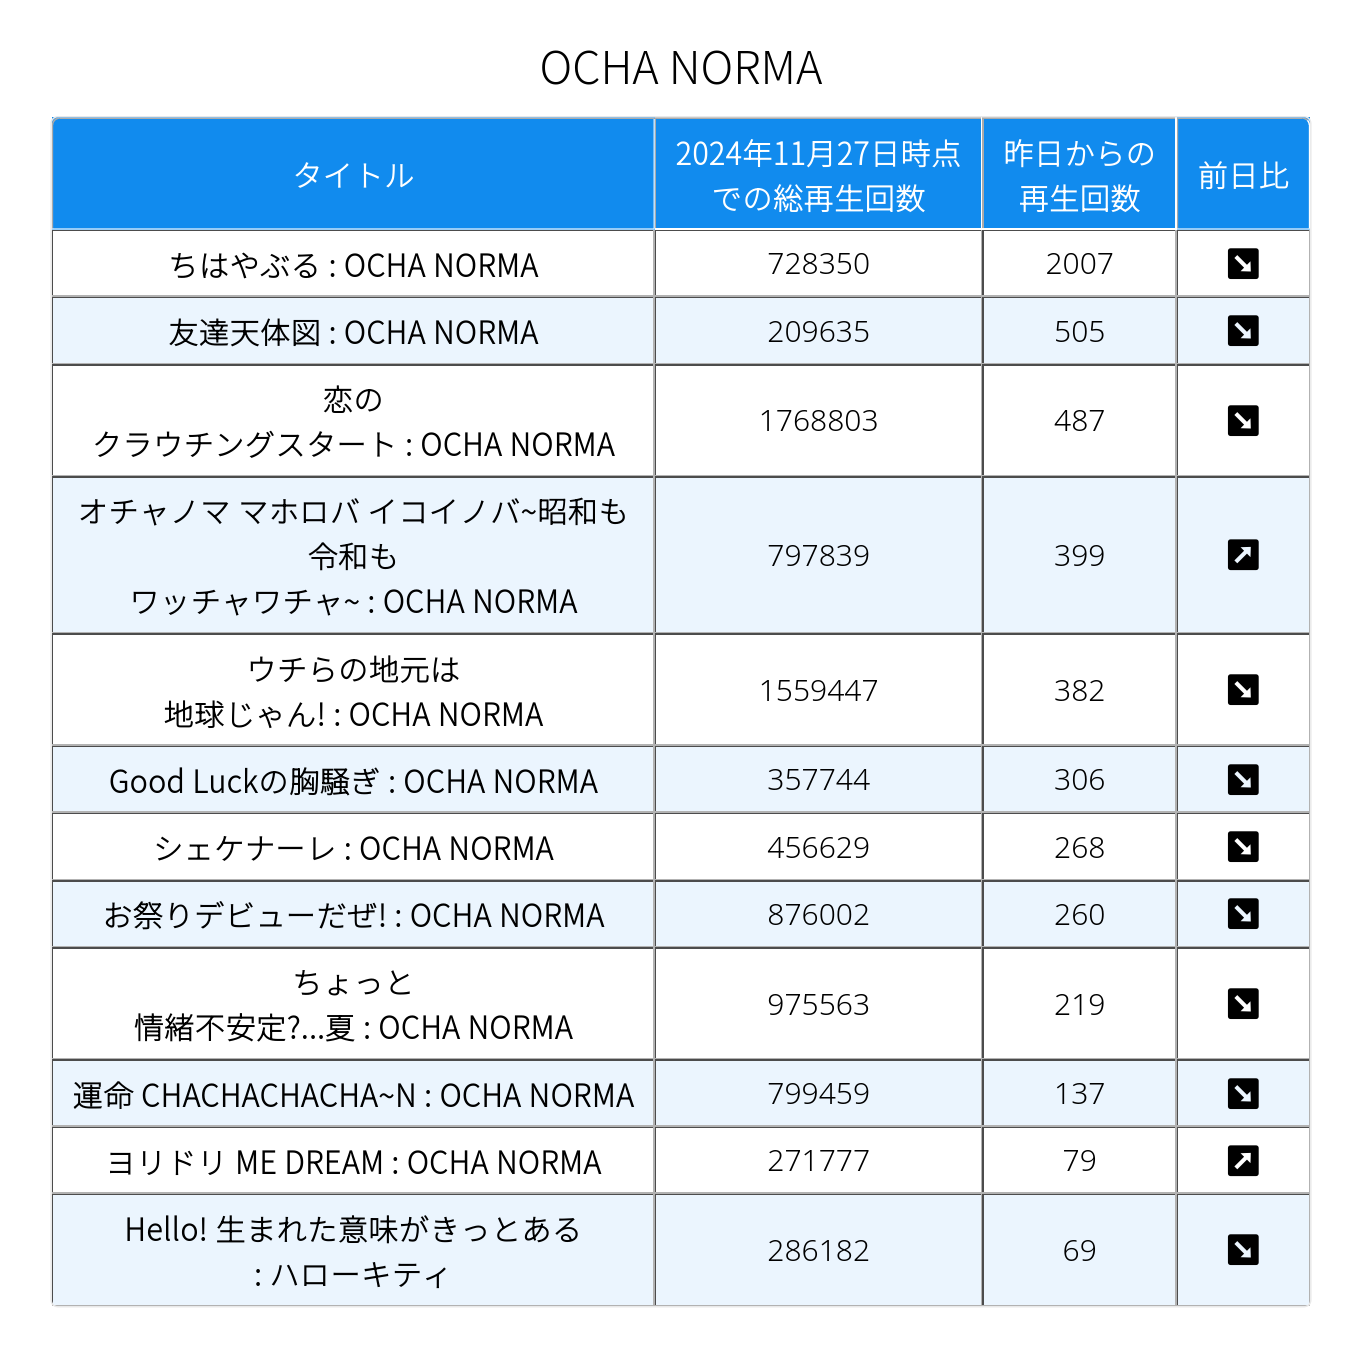 OCHA NORMA
タイトル
2024年11月27日時点
での総再生回数
昨日からの
再生回数
前日比
ちはやぶる : OCHA NORMA
728350
2007
友達天体図 : OCHA NORMA
209635
505
恋の
クラウチングスタート : OCHA NORMA
1768803
487
オチャノマ マホロバ イコイノバ~昭和も
令和も
ワッチャワチャ~ : OCHA NORMA
797839
399
ウチらの地元は
地球じゃん! : OCHA NORMA
1559447
382
Good Luckの胸騒ぎ : OCHA NORMA
357744
306
シェケナーレ : OCHA NORMA
456629
268
お祭りデビューだぜ! : OCHA NORMA
876002
260
ちょっと
情緒不安定?...夏 : OCHA NORMA
975563
219
運命 CHACHACHACHA~N : OCHA NORMA
799459
137
ヨリドリ ME DREAM : OCHA NORMA
271777
79
Hello! 生まれた意味がきっとある
: ハローキティ
286182
69